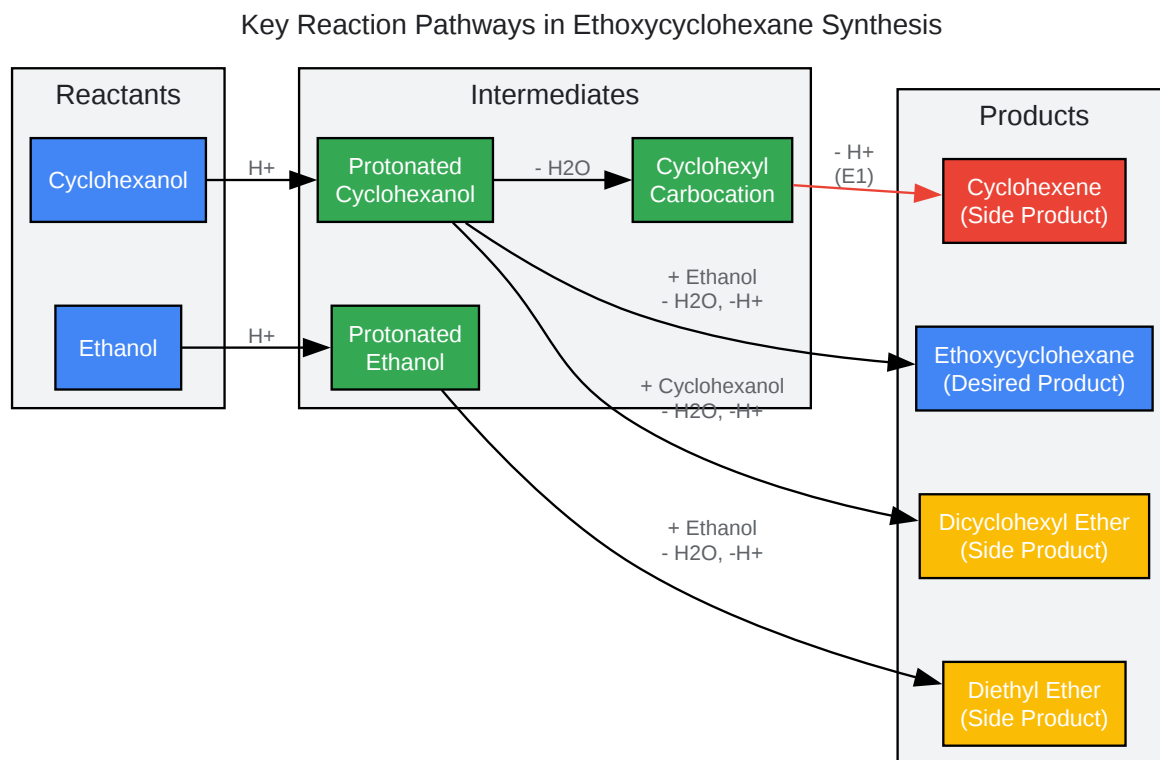 Key Reaction Pathways in Ethoxycyclohexane Synthesis
Reactants
Cyclohexanol
Ethanol
H+
H+
Intermediates
Protonated
Cyclohexanol
- H2O
Cyclohexyl
Carbocation
Protonated
Ethanol
- H+
(E1)
+ Ethanol
- H2O, -H+
+ Cyclohexanol
- H2O, -H+
+ Ethanol
- H2O, -H+
Products
Cyclohexene
(Side Product)
Ethoxycyclohexane
(Desired Product)
Dicyclohexyl Ether
(Side Product)
Diethyl Ether
(Side Product)